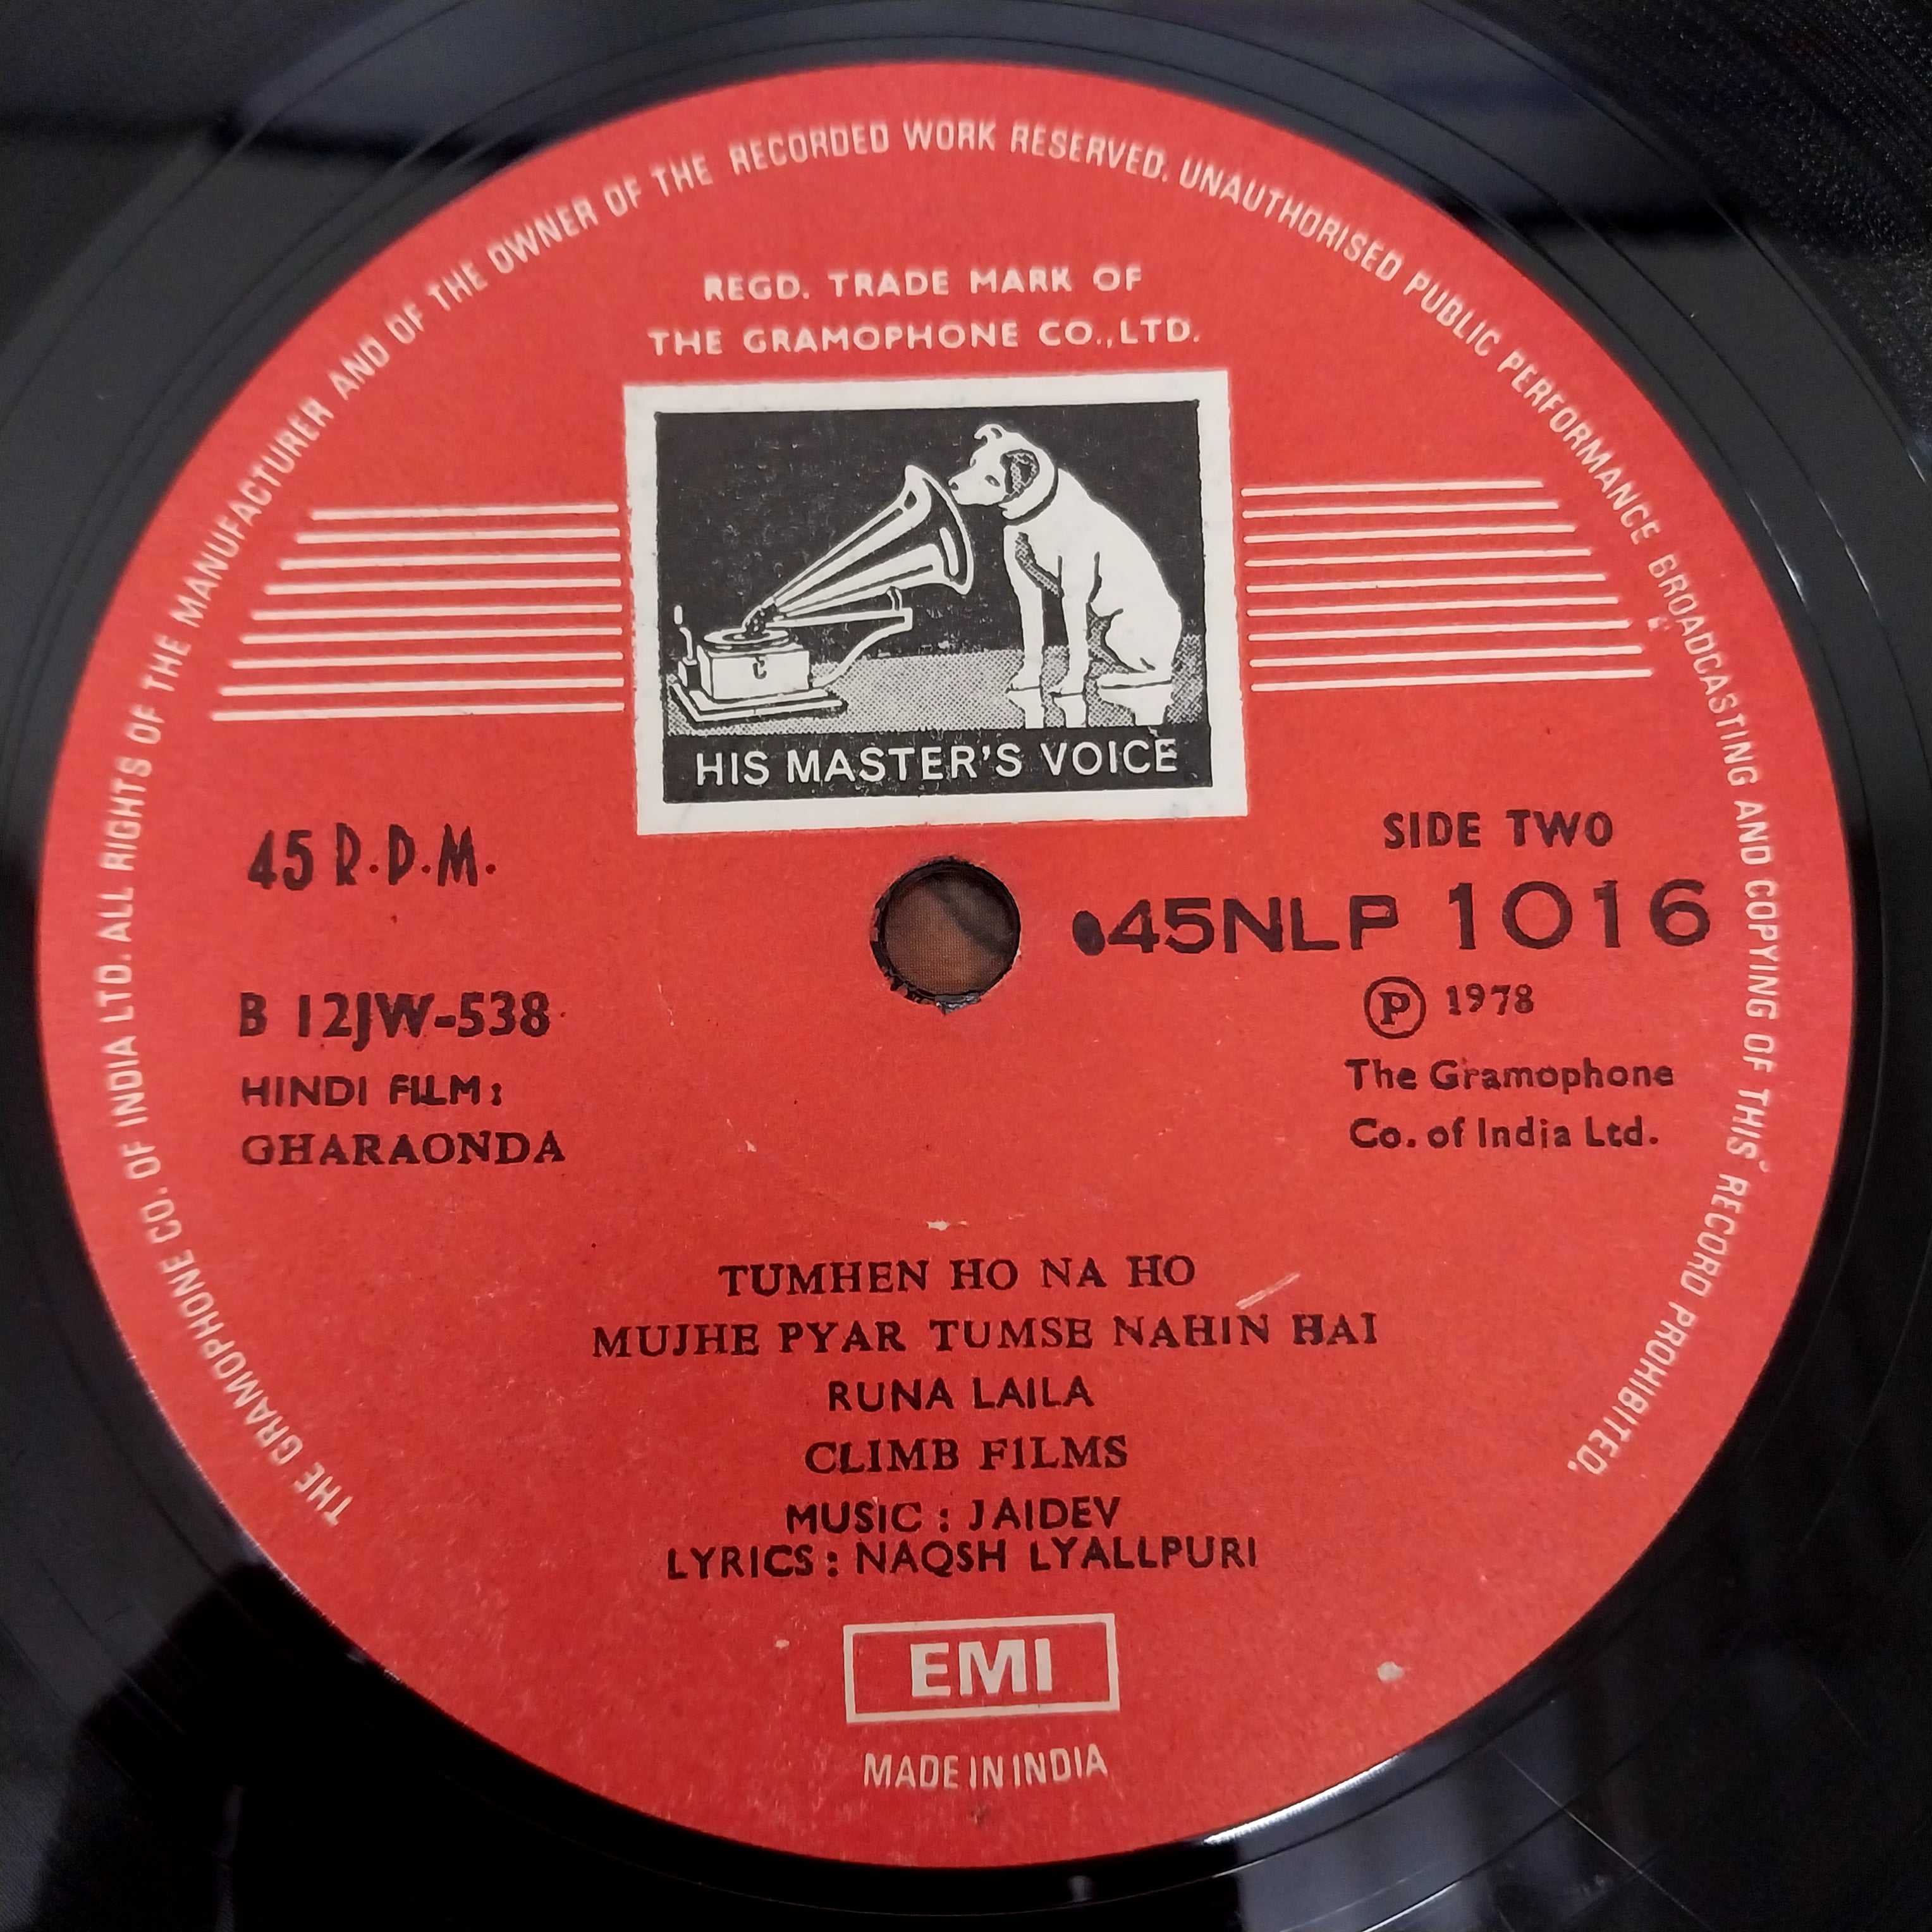 THE GRAMOPHONE CO. OF INDIA LTD. ALL RIGHTS OF THE MANUFACTURER AND OF THE OWNER OF THE RECORDED WORK RESERVED. UNAUTHORISED PUBLIC PERFORMANCE BROADCASTING AND COPYING OF THIS RECORD PROHIBITED.
REGD. TRADE MARK OF
THE GRAMOPHONE CO.,LTD.
HIS MASTER'S VOICE
45 R.P.M.
SIDE TWO
45NLP 1016
B 12JW-538
Ⓟ 1978
HINDI FILM:
The Gramophone
GHARAONDA
Co. of India Ltd.
TUMHEN HO NA HO
MUJHE PYAR TUMSE NAHIN HAI
RUNA LAILA
CLIMB FILMS
MUSIC : JAIDEV
LYRICS : NAQSH LYALLPURI
EMI
MADE IN INDIA